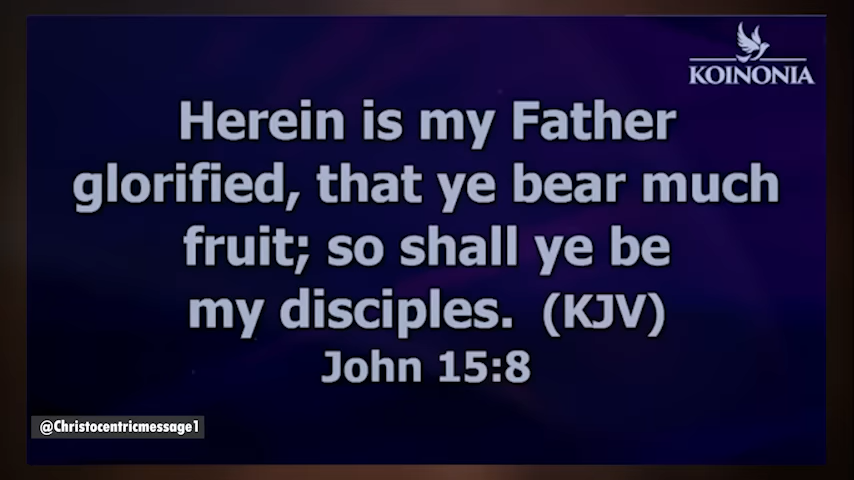 KOINONIA
Herein is my Father
glorified, that ye bear much
fruit; so shall ye be
my disciples. (KJV)
John 15:8
@Christocentricmessage1